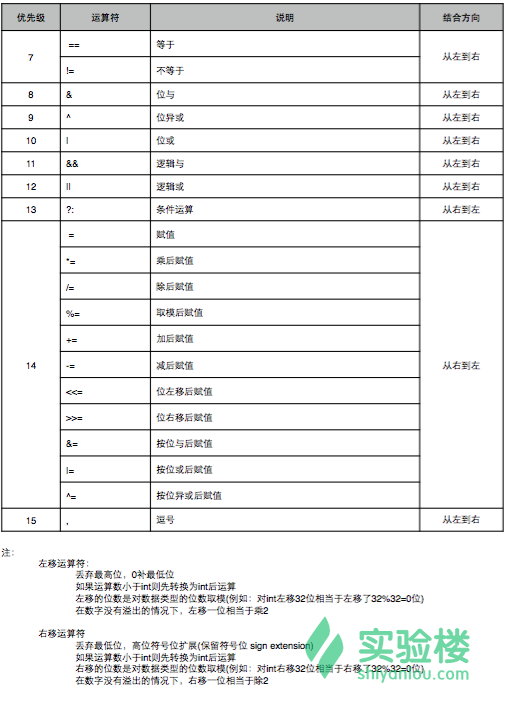 优先级 运算符 说明 结合方向
7 == 等于 从左到右
!= 不等于
8 & 位与 从左到右
9 ^ 位异或 从左到右
10 | 位或 从左到右
11 && 逻辑与 从左到右
12 || 逻辑或 从左到右
13 ?: 条件运算 从右到左
14 = 赋值 从右到左
*= 乘后赋值
/= 除后赋值
%= 取模后赋值
+= 加后赋值
-= 减后赋值
<<= 位左移后赋值
>>= 位右移后赋值
&= 按位与后赋值
|= 按位或后赋值
^= 按位异或后赋值
15 , 逗号 从左到右
注：
左移运算符：
丢弃最高位，0补最低位
如果运算数小于int则先转换为int后运算
左移的位数是对数据类型的位数取模(例如：对int左移32位相当于左移了32%32=0位)
在数字没有溢出的情况下，左移一位相当于乘2
右移运算符
丢弃最低位，高位符号位扩展(保留符号位 sign extension)
如果运算数小于int则先转换为int后运算
右移的位数是对数据类型的位数取模(例如：对int右移32位相当于右移了32%32=0位)
在数字没有溢出的情况下，右移一位相当于除2
实验楼
shiyanlou.com